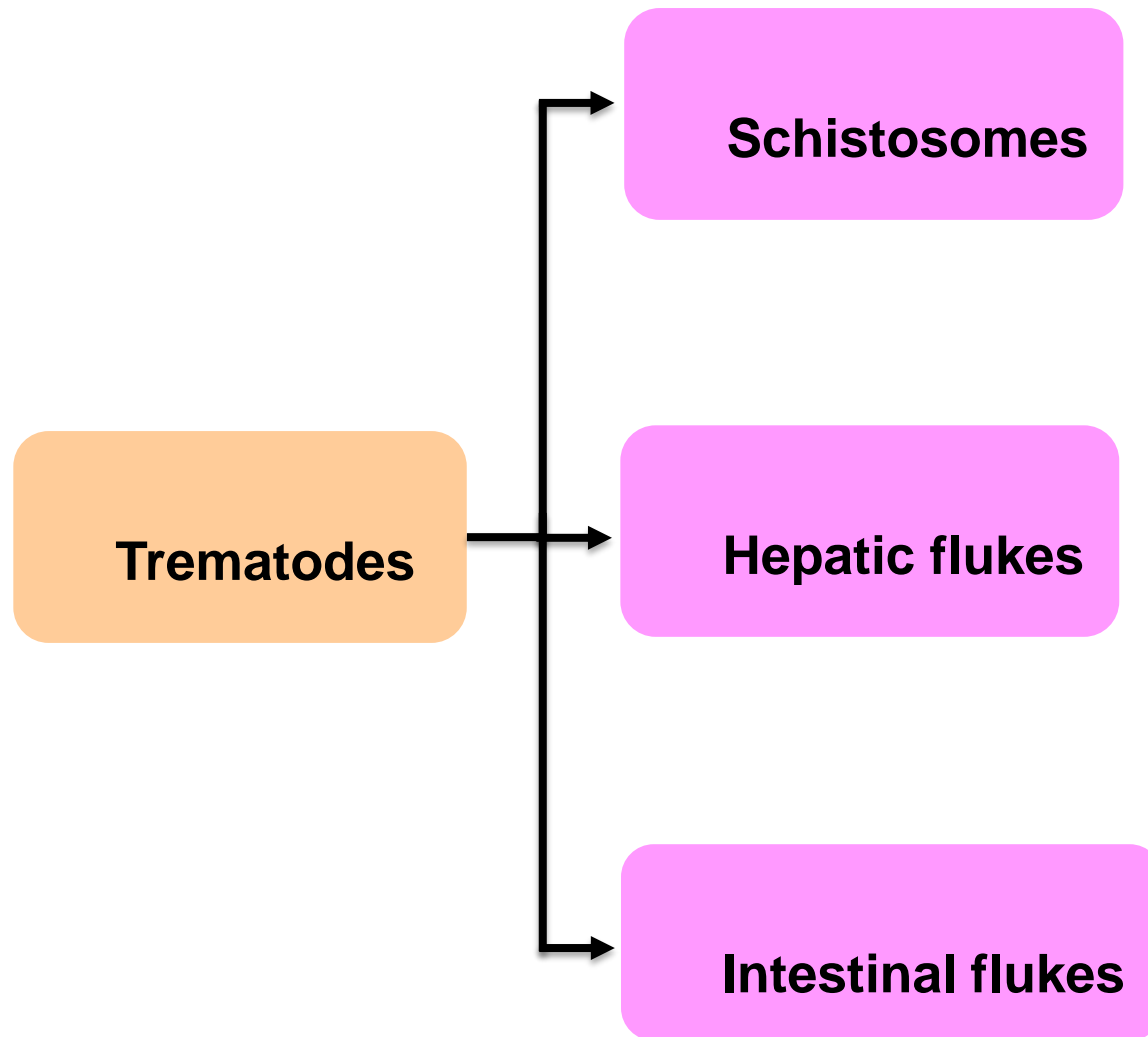 Schistosomes
Trematodes
Hepatic flukes
Intestinal flukes